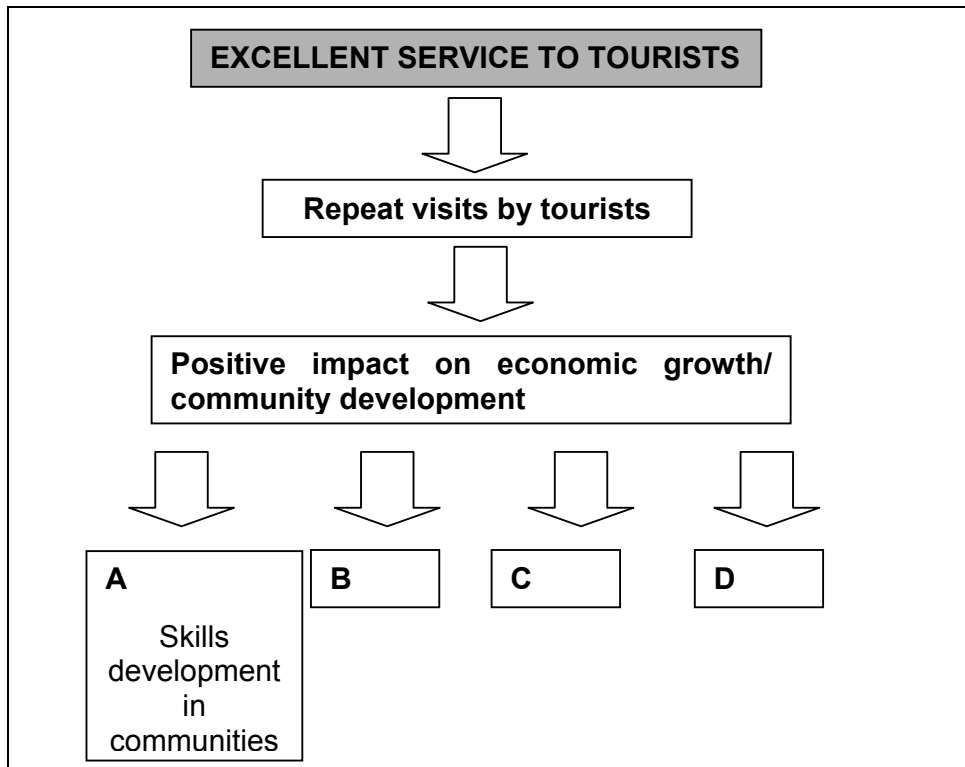 EXCELLENT SERVICE TO TOURISTS
Repeat visits by tourists
Positive impact on economic growth/
community development
A
Skills
development
in
communities
B
C
D